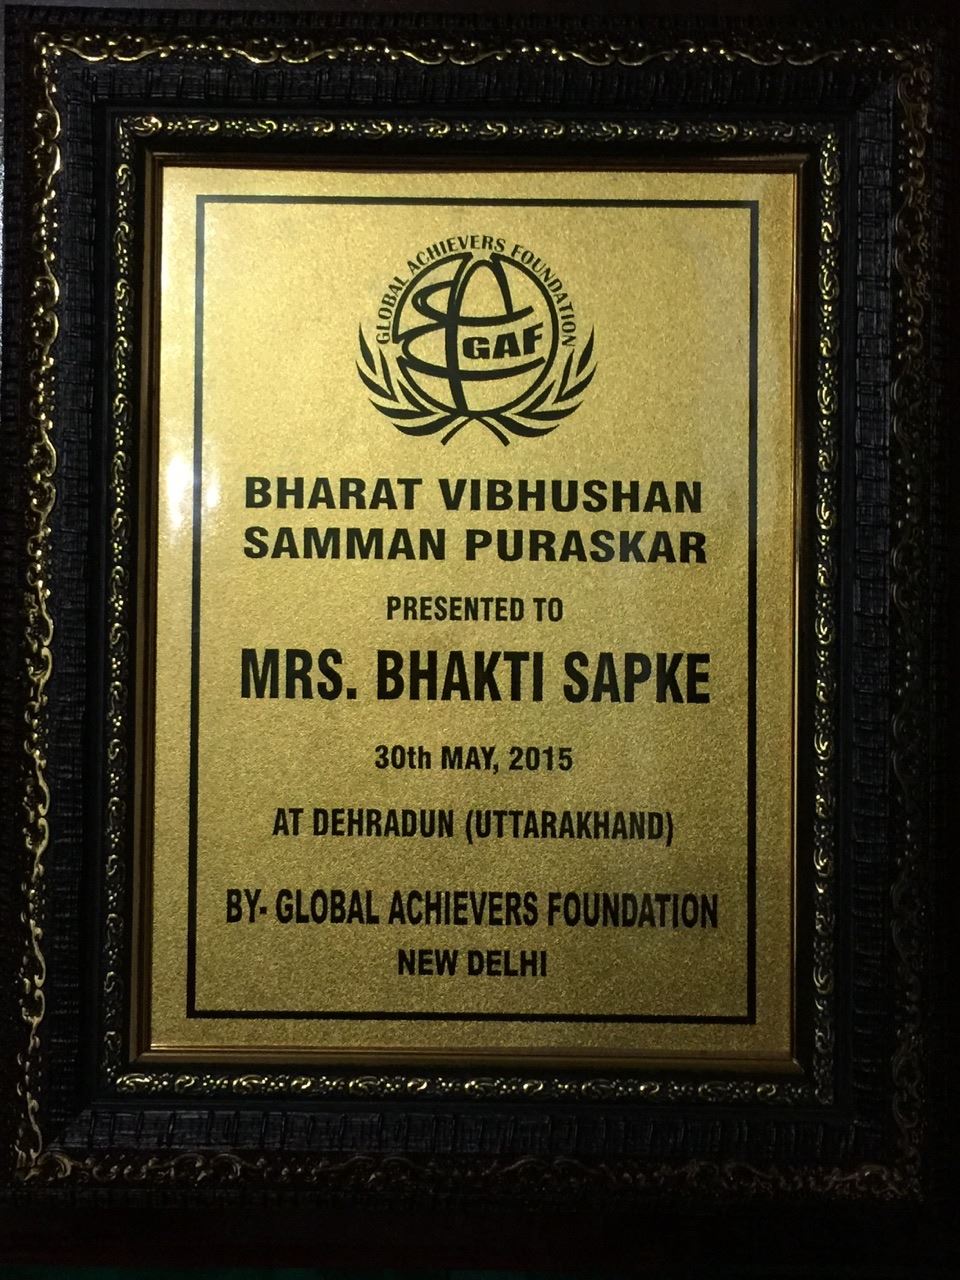 GLOBAL ACHIEVERS FOUNDATION
GAF
BHARAT VIBHUSHAN
SAMMAN PURASKAR
PRESENTED TO
MRS. BHAKTI SAPKE
30th MAY, 2015
AT DEHRADUN (UTTARAKHAND)
BY- GLOBAL ACHIEVERS FOUNDATION
NEW DELHI